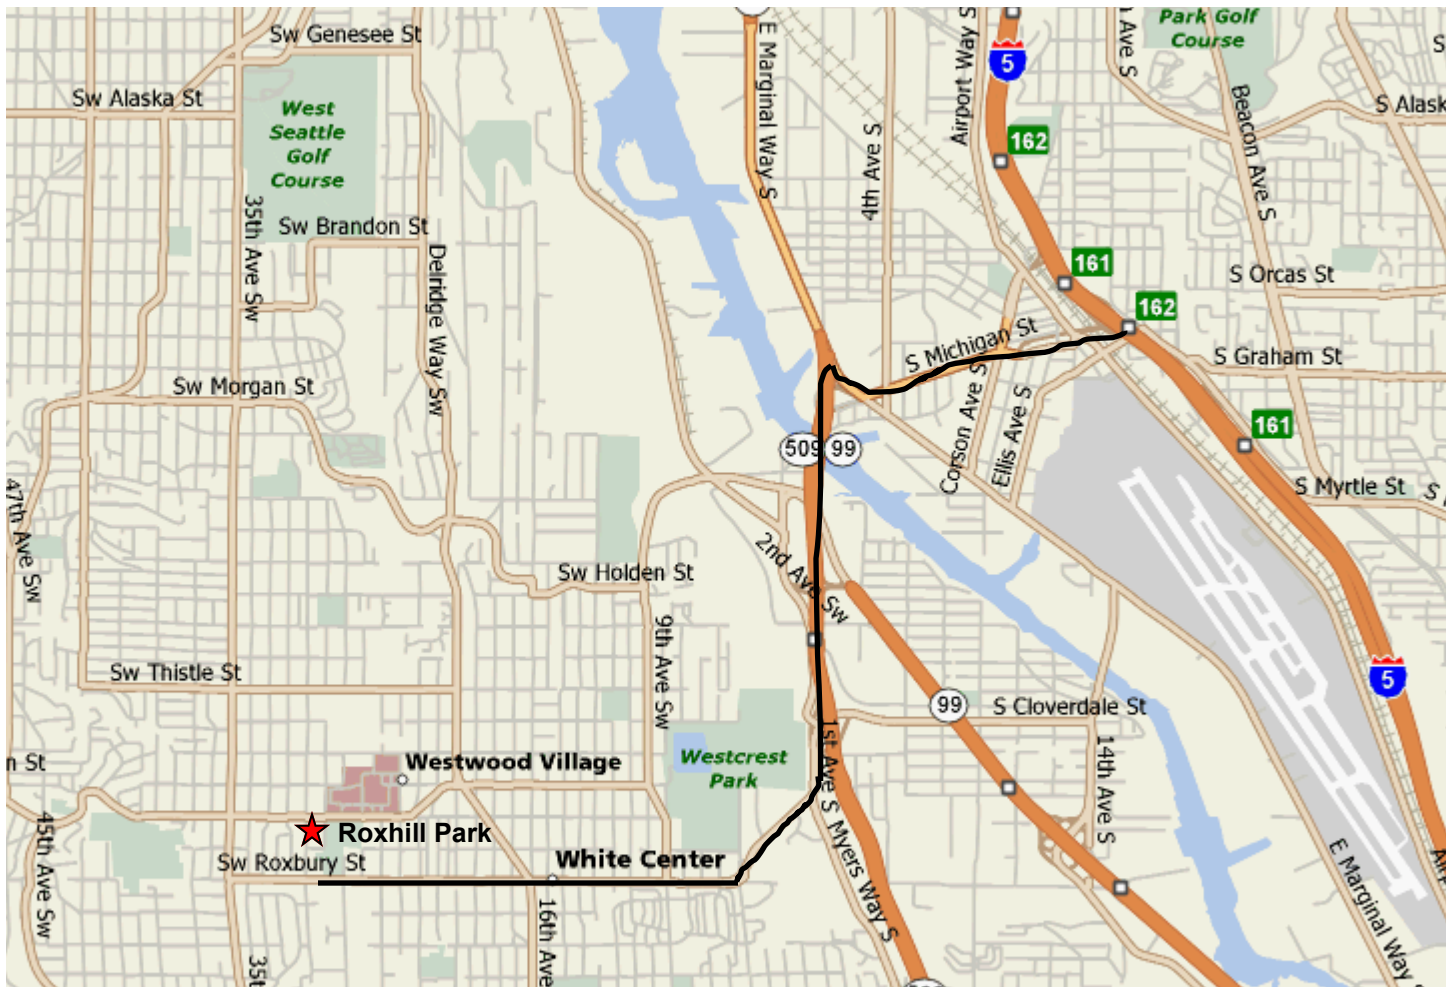 Sw Genesee St
Sw Alaska St
West
Seattle
Golf
Course
35th Ave Sw
Sw Brandon St
Delridge Way Sw
E Marginal Way S
4th Ave S
Airport Way S
5
Ave S
Park Golf
Course
S Alask
Beacon Ave S
162
161
162
S Orcas St
S Michigan St
S Graham St
Sw Morgan St
Corson Ave S
Ellis Ave S
161
509
99
S Myrtle St
S
47th Ave Sw
2nd Ave Sw
Sw Holden St
9th Ave Sw
Sw Thistle St
5
99
S Cloverdale St
14th Ave S
n St
Westwood Village
Westcrest
Park
1st Ave S
Roxhill Park
45th Ave Sw
Sw Roxbury St
White Center
Myers Way S
E Marginal Way S
16th Ave
35t